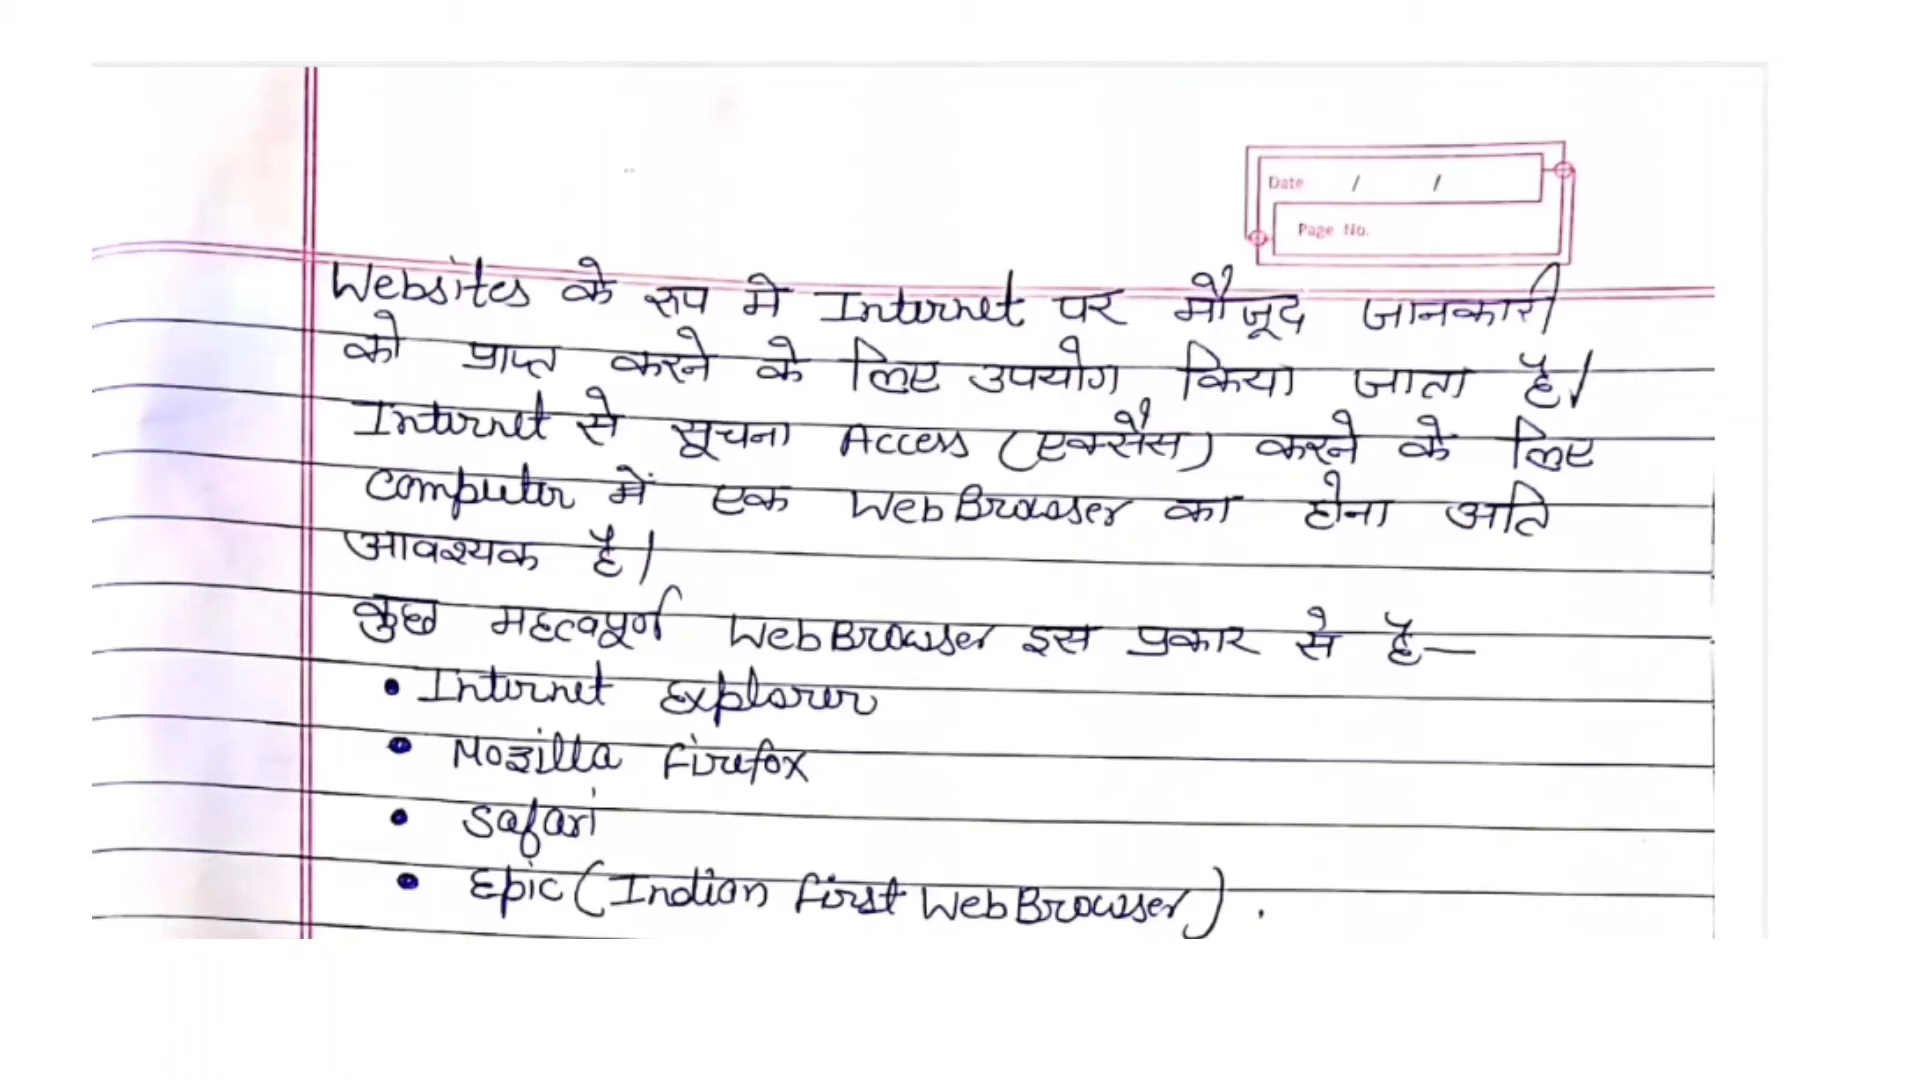 Date / /
Page No.
Websites के रुप मे Internet पर मौजूद जानकारी
को प्राप्त करने के लिए उपयोग किया जाता है।
Internet से सूचना Access (एक्सैस) करने के लिए
Computer में एक WebBrowser का होना अति
आवश्यक है।
कुछ महत्वपूर्ण WebBrowser इस प्रकार से है—
• Internet Explorer
• Mozilla Firefox
• Safari
• Epic (Indian first WebBrowser).